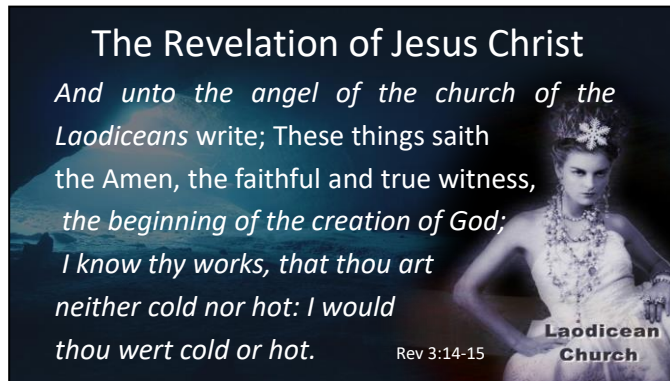 The Revelation of Jesus Christ
And unto the angel of the church of the
Laodiceans write; These things saith
the Amen, the faithful and true witness,
the beginning of the creation of God;
I know thy works, that thou art
neither cold nor hot: I would
thou wert cold or hot.
Rev 3:14-15
Laodicean
Church